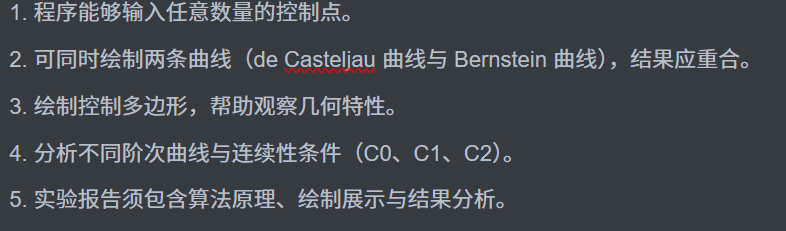 1. 程序能够输入任意数量的控制点。
2. 可同时绘制两条曲线（de Casteljau 曲线与 Bernstein 曲线），结果应重合。
3. 绘制控制多边形，帮助观察几何特性。
4. 分析不同阶次曲线与连续性条件（C0、C1、C2）。
5. 实验报告须包含算法原理、绘制展示与结果分析。